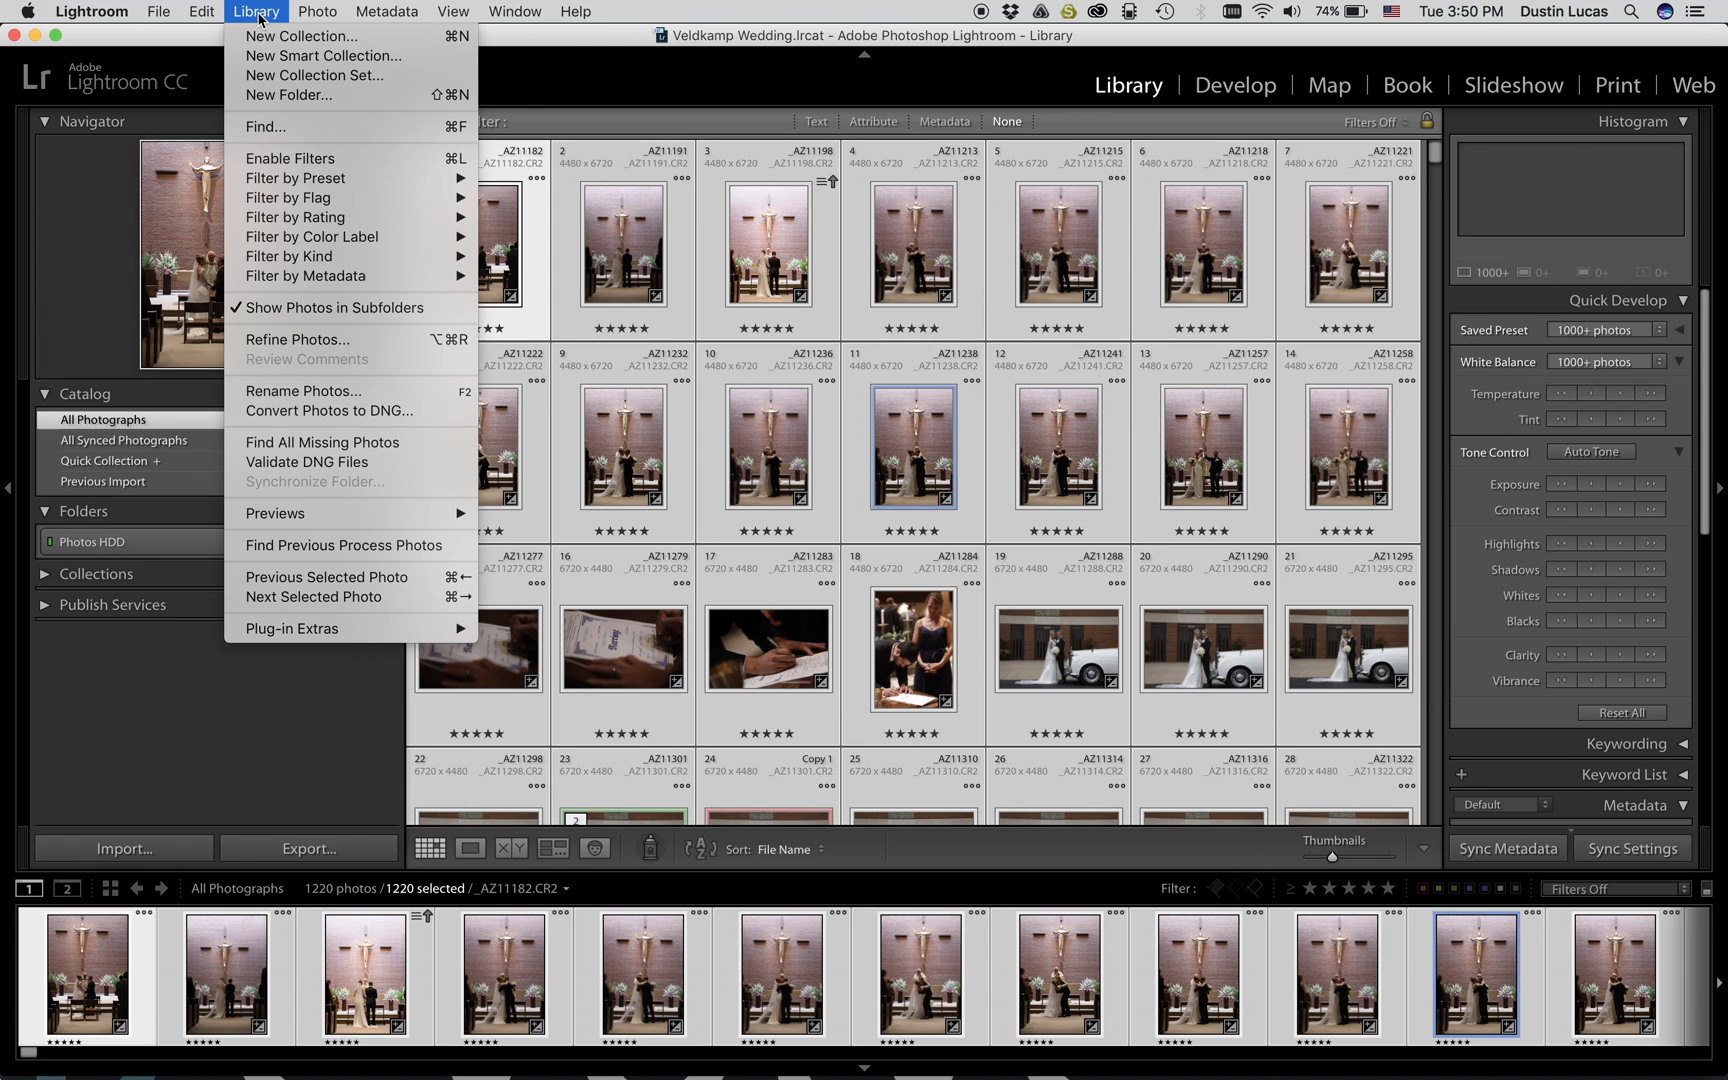 Lightroom File Edit Library Photo Metadata View Window Help 74% Tue 3:50 PM Dustin Lucas
Veldkamp Wedding.lrcat - Adobe Photoshop Lightroom - Library
Lr Adobe
Lightroom CC
Library | Develop | Map | Book | Slideshow | Print | Web
New Collection... ⌘N
New Smart Collection...
New Collection Set...
New Folder... ⇧⌘N
Find... ⌘F
Enable Filters ⌘L
Filter by Preset
Filter by Flag
Filter by Rating
Filter by Color Label
Filter by Kind
Filter by Metadata
✓ Show Photos in Subfolders
Refine Photos... ⌥⌘R
Review Comments
Rename Photos... F2
Convert Photos to DNG...
Find All Missing Photos
Validate DNG Files
Synchronize Folder...
Previews
Find Previous Process Photos
Previous Selected Photo ⌘←
Next Selected Photo ⌘→
Plug-in Extras
Navigator
Catalog
All Photographs
All Synced Photographs
Quick Collection +
Previous Import
Folders
Photos HDD
Collections
Publish Services
Import...
Export...
Text | Attribute | Metadata | None Filters Off
_AZ11182 2 _AZ11191 3 _AZ11198 4 _AZ11213 5 _AZ11215 6 _AZ11218 7 _AZ11221
_AZ11182.CR2 4480 x 6720 _AZ11191.CR2 4480 x 6720 _AZ11198.CR2 4480 x 6720 _AZ11213.CR2 4480 x 6720 _AZ11215.CR2 4480 x 6720 _AZ11218.CR2 4480 x 6720 _AZ11221.CR2
_AZ11222 9 _AZ11232 10 _AZ11236 11 _AZ11238 12 _AZ11241 13 _AZ11257 14 _AZ11258
_AZ11222.CR2 4480 x 6720 _AZ11232.CR2 4480 x 6720 _AZ11236.CR2 4480 x 6720 _AZ11238.CR2 4480 x 6720 _AZ11241.CR2 4480 x 6720 _AZ11257.CR2 4480 x 6720 _AZ11258.CR2
_AZ11277 16 _AZ11279 17 _AZ11283 18 _AZ11284 19 _AZ11288 20 _AZ11290 21 _AZ11295
_AZ11277.CR2 6720 x 4480 _AZ11279.CR2 6720 x 4480 _AZ11283.CR2 4480 x 6720 _AZ11284.CR2 6720 x 4480 _AZ11288.CR2 6720 x 4480 _AZ11290.CR2 6720 x 4480 _AZ11295.CR2
22 _AZ11298 23 _AZ11301 24 Copy 1 25 _AZ11310 26 _AZ11314 27 _AZ11316 28 _AZ11322
6720 x 4480 _AZ11298.CR2 6720 x 4480 _AZ11301.CR2 6720 x 4480 _AZ11301.CR2 6720 x 4480 _AZ11310.CR2 6720 x 4480 _AZ11314.CR2 6720 x 4480 _AZ11316.CR2 6720 x 4480 _AZ11322.CR2
2
Sort: File Name
Thumbnails
Histogram
1000+ 0+ 0+ 0+
Quick Develop
Saved Preset 1000+ photos
White Balance 1000+ photos
Temperature
Tint
Tone Control Auto Tone
Exposure
Contrast
Highlights
Shadows
Whites
Blacks
Clarity
Vibrance
Reset All
Keywording
+ Keyword List
Default Metadata
Sync Metadata Sync Settings
1 2 All Photographs 1220 photos / 1220 selected / _AZ11182.CR2 Filter : ≥ ★★★★★ Filters Off